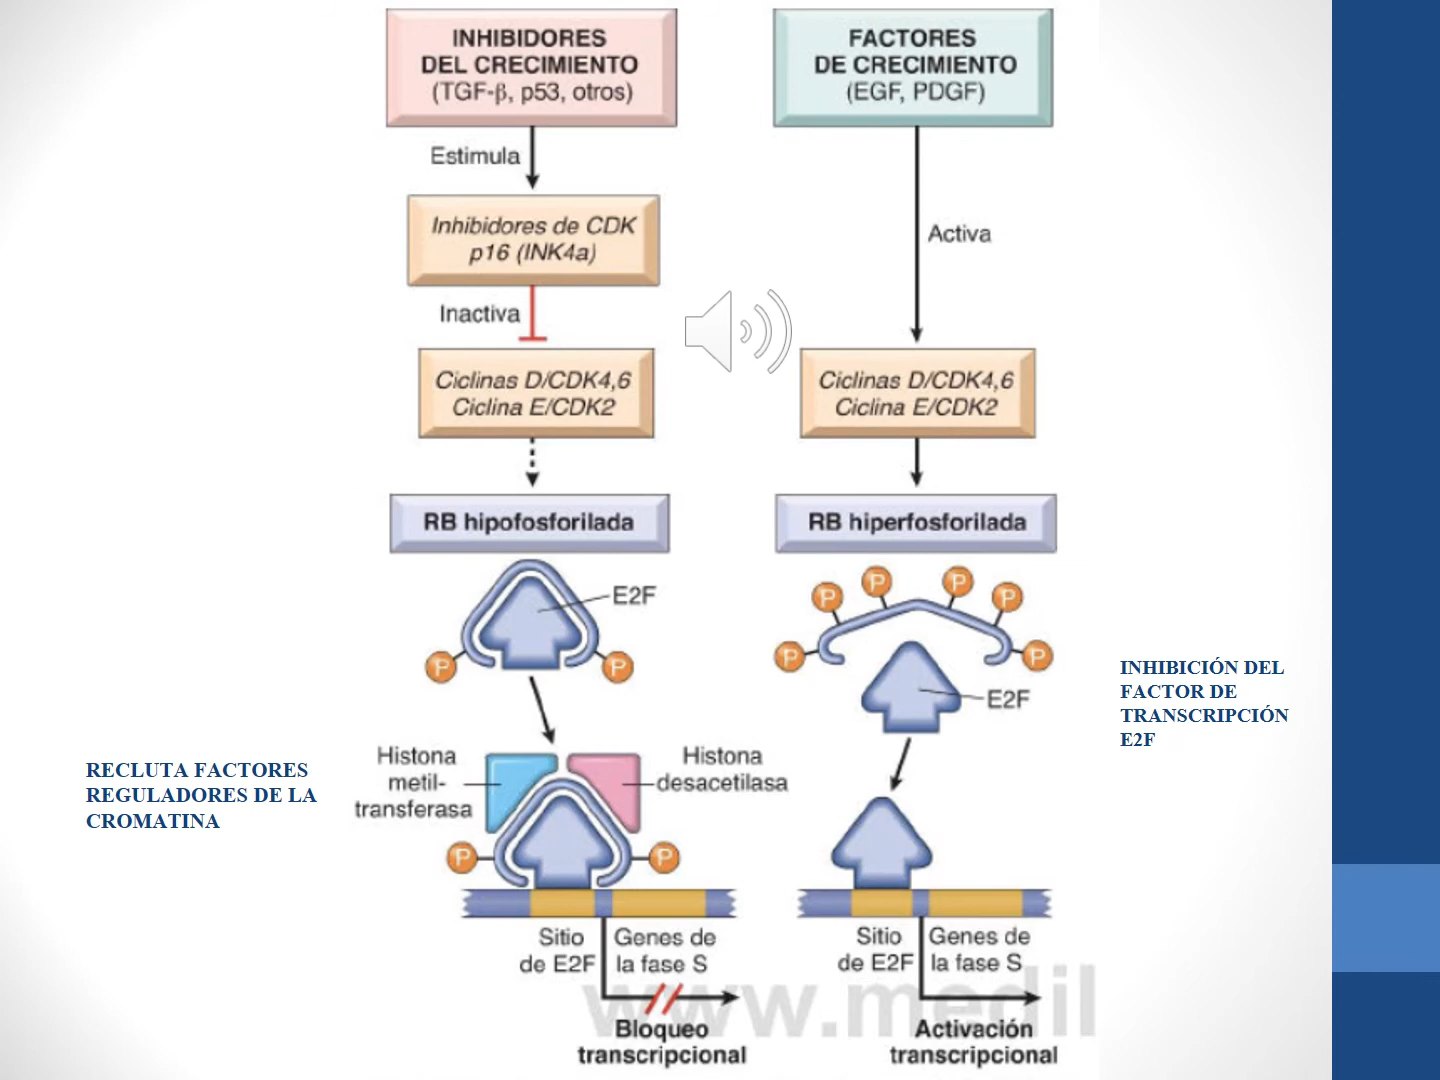 INHIBIDORES
DEL CRECIMIENTO
(TGF-β, p53, otros)
Estimula
Inhibidores de CDK
p16 (INK4a)
Inactiva
Ciclinas D/CDK4,6
Ciclina E/CDK2
RB hipofosforilada
E2F
P
P
Histona
metil-
transferasa
Histona
desacetilasa
P
P
Sitio
de E2F
Genes de
la fase S
Bloqueo
transcripcional
RECLUTA FACTORES
REGULADORES DE LA
CROMATINA
FACTORES
DE CRECIMIENTO
(EGF, PDGF)
Activa
Ciclinas D/CDK4,6
Ciclina E/CDK2
RB hiperfosforilada
P
P
P
P
P
P
E2F
Sitio
de E2F
Genes de
la fase S
Activación
transcripcional
INHIBICIÓN DEL
FACTOR DE
TRANSCRIPCIÓN
E2F
www.medil